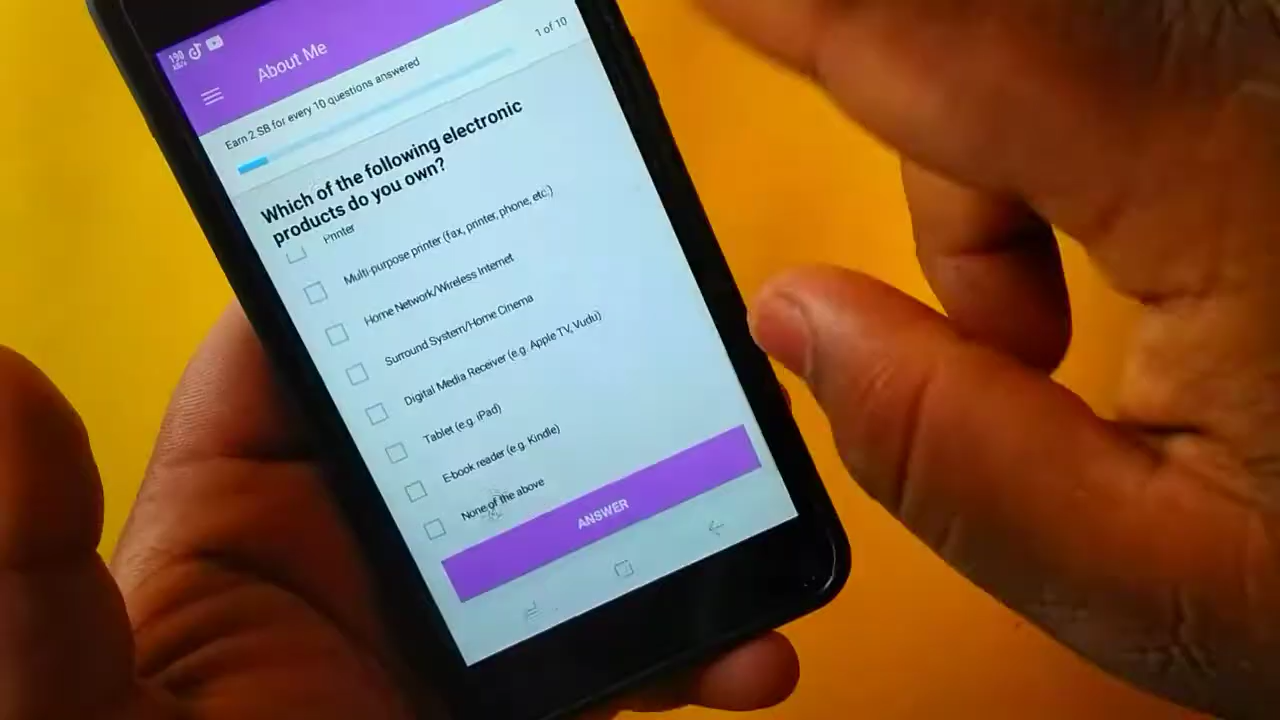 About Me
Earn 2 SB for every 10 questions answered
1 of 10
Which of the following electronic
products do you own?
Printer
Multi-purpose printer (fax, printer, phone, etc.)
Home Network/Wireless Internet
Surround System/Home Cinema
Digital Media Receiver (e.g. Apple TV, Vudu)
Tablet (e.g. iPad)
E-book reader (e.g. Kindle)
None of the above
ANSWER